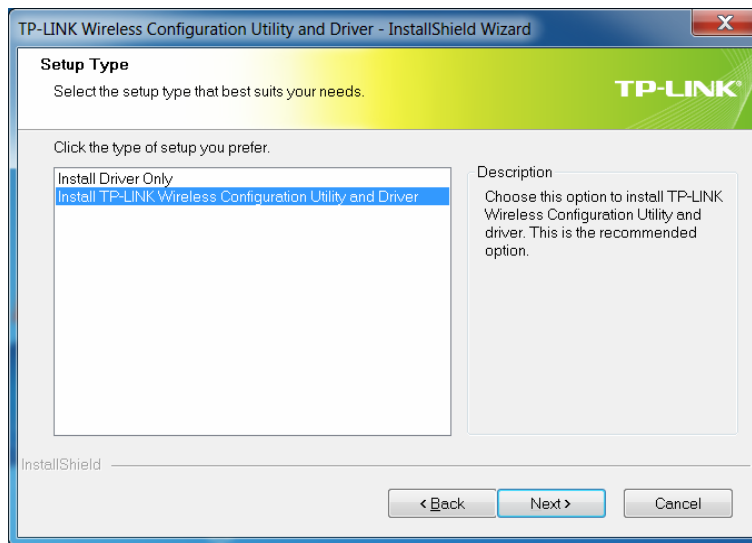 TP-LINK Wireless Configuration Utility and Driver - InstallShield Wizard
X
Setup Type
Select the setup type that best suits your needs.
TP-LINK®
Click the type of setup you prefer.
Install Driver Only
Install TP-LINK Wireless Configuration Utility and Driver
Description
Choose this option to install TP-LINK
Wireless Configuration Utility and
driver. This is the recommended
option.
InstallShield
< Back
Next >
Cancel